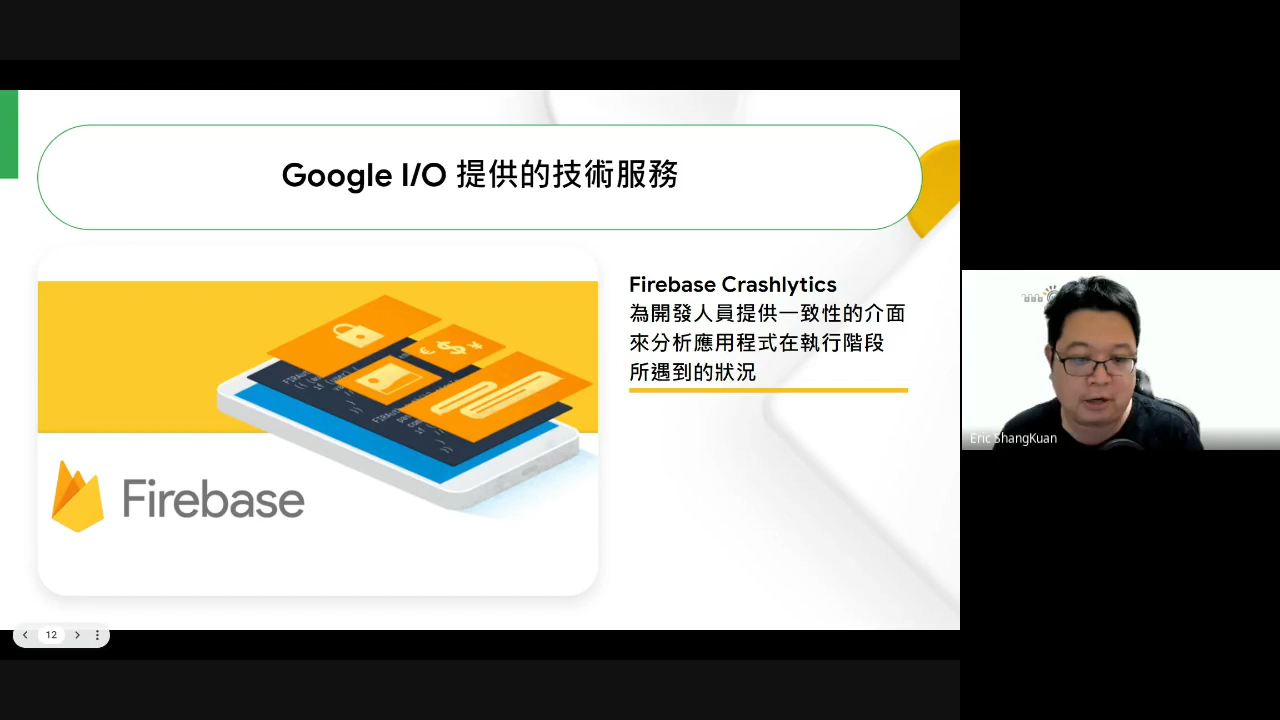 Google I/O 提供的技術服務
Firebase Crashlytics
為開發人員提供一致性的介面
來分析應用程式在執行階段
所遇到的狀況
Firebase
Eric ShangKuan
12